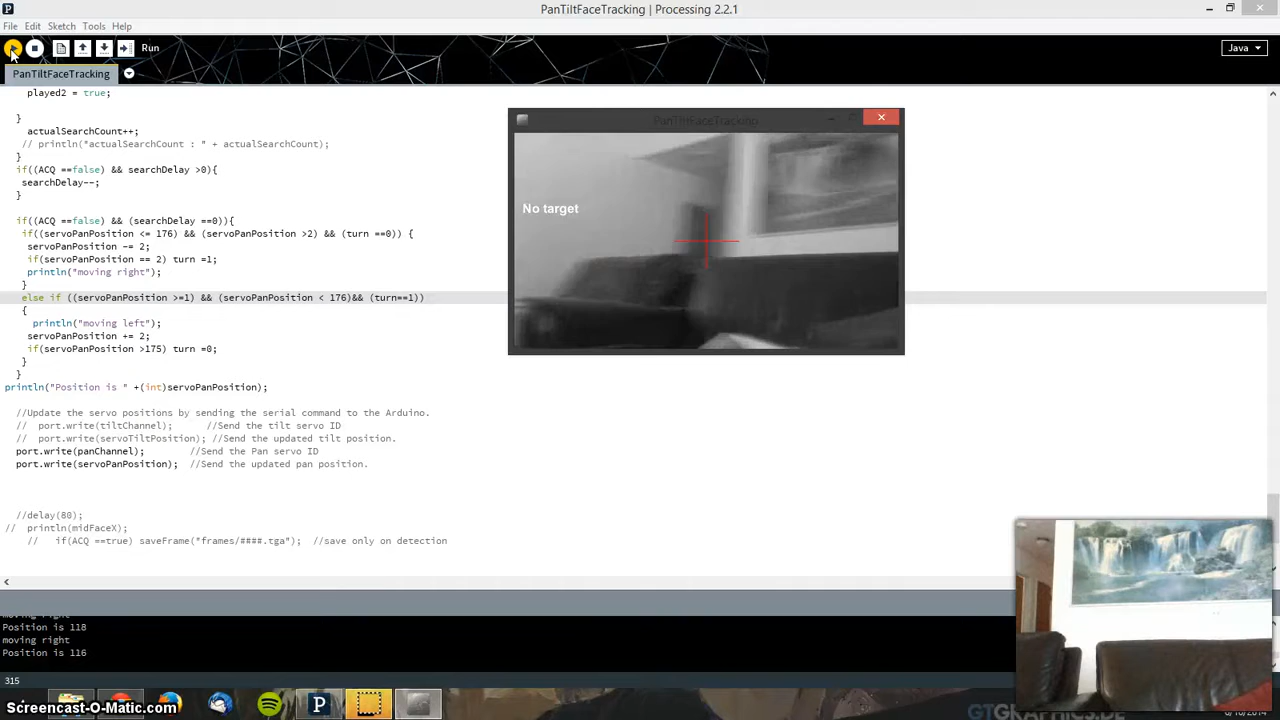 PanTiltFaceTracking | Processing 2.2.1
File Edit Sketch Tools Help
Run
Java
PanTiltFaceTracking
played2 = true;
}
actualSearchCount++;
// println("actualSearchCount : " + actualSearchCount);
}
if((ACQ ==false) && searchDelay >0){
searchDelay--;
}
if((ACQ ==false) && (searchDelay ==0)){
if((servoPanPosition <= 176) && (servoPanPosition >2) && (turn ==0)) {
servoPanPosition -= 2;
if(servoPanPosition == 2) turn =1;
println("moving right");
}
else if ((servoPanPosition >=1) && (servoPanPosition < 176)&& (turn==1))
{
println("moving left");
servoPanPosition += 2;
if(servoPanPosition >175) turn =0;
}
}
println("Position is " +(int)servoPanPosition);
//Update the servo positions by sending the serial command to the Arduino.
// port.write(tiltChannel); //Send the tilt servo ID
// port.write(servoTiltPosition); //Send the updated tilt position.
port.write(panChannel); //Send the Pan servo ID
port.write(servoPanPosition); //Send the updated pan position.
//delay(80);
// println(midFaceX);
// if(ACQ ==true) saveFrame("frames/####.tga"); //save only on detection
PanTiltFaceTracking
No target
moving right
Position is 118
moving right
Position is 116
315
Screencast-O-Matic.com
GTGRAPHICS.DE